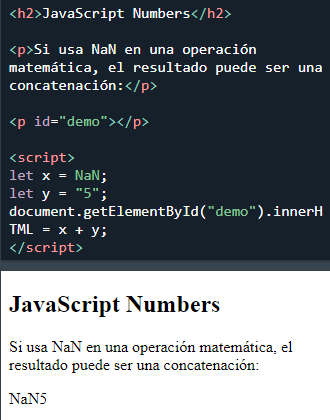 <h2>JavaScript Numbers</h2>
<p>Si usa NaN en una operación
matemática, el resultado puede ser una
concatenación:</p>
<p id="demo"></p>
<script>
let x = NaN;
let y = "5";
document.getElementById("demo").innerH
TML = x + y;
</script>
JavaScript Numbers
Si usa NaN en una operación matemática, el
resultado puede ser una concatenación:
NaN5